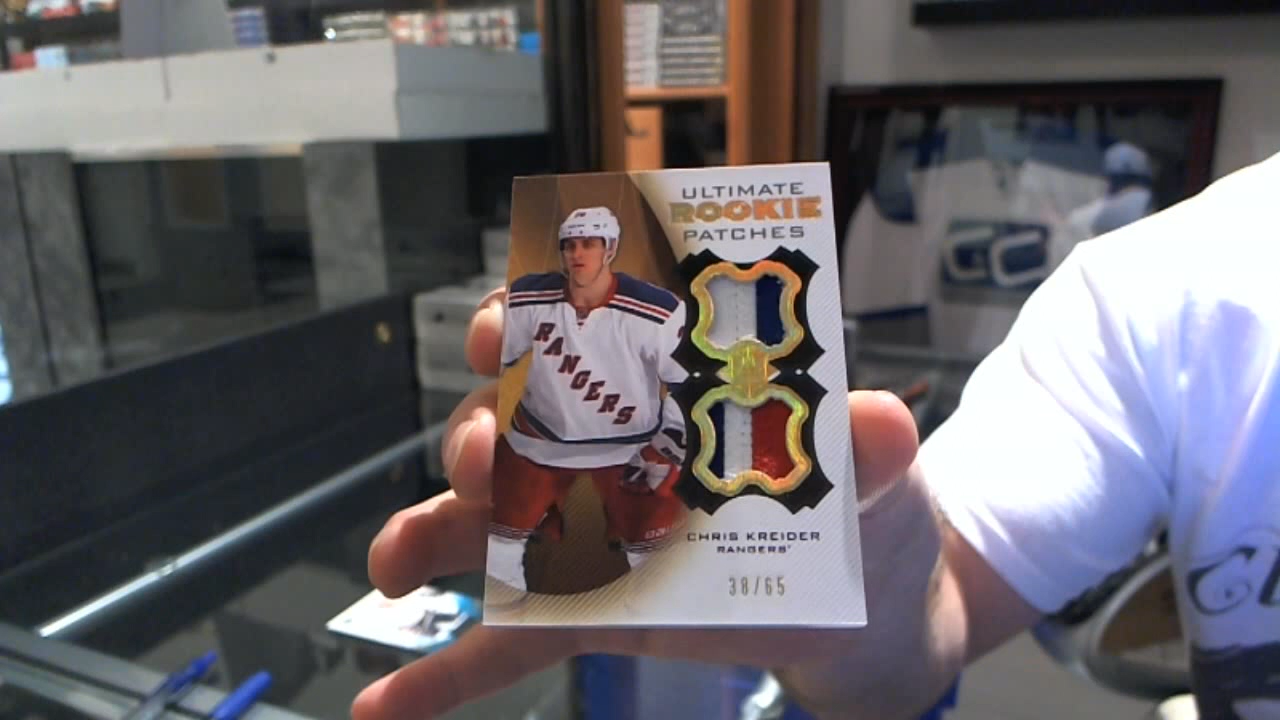 ULTIMATE
ROOKIE
PATCHES
RANGERS
CHRIS KREIDER
RANGERS
38/65